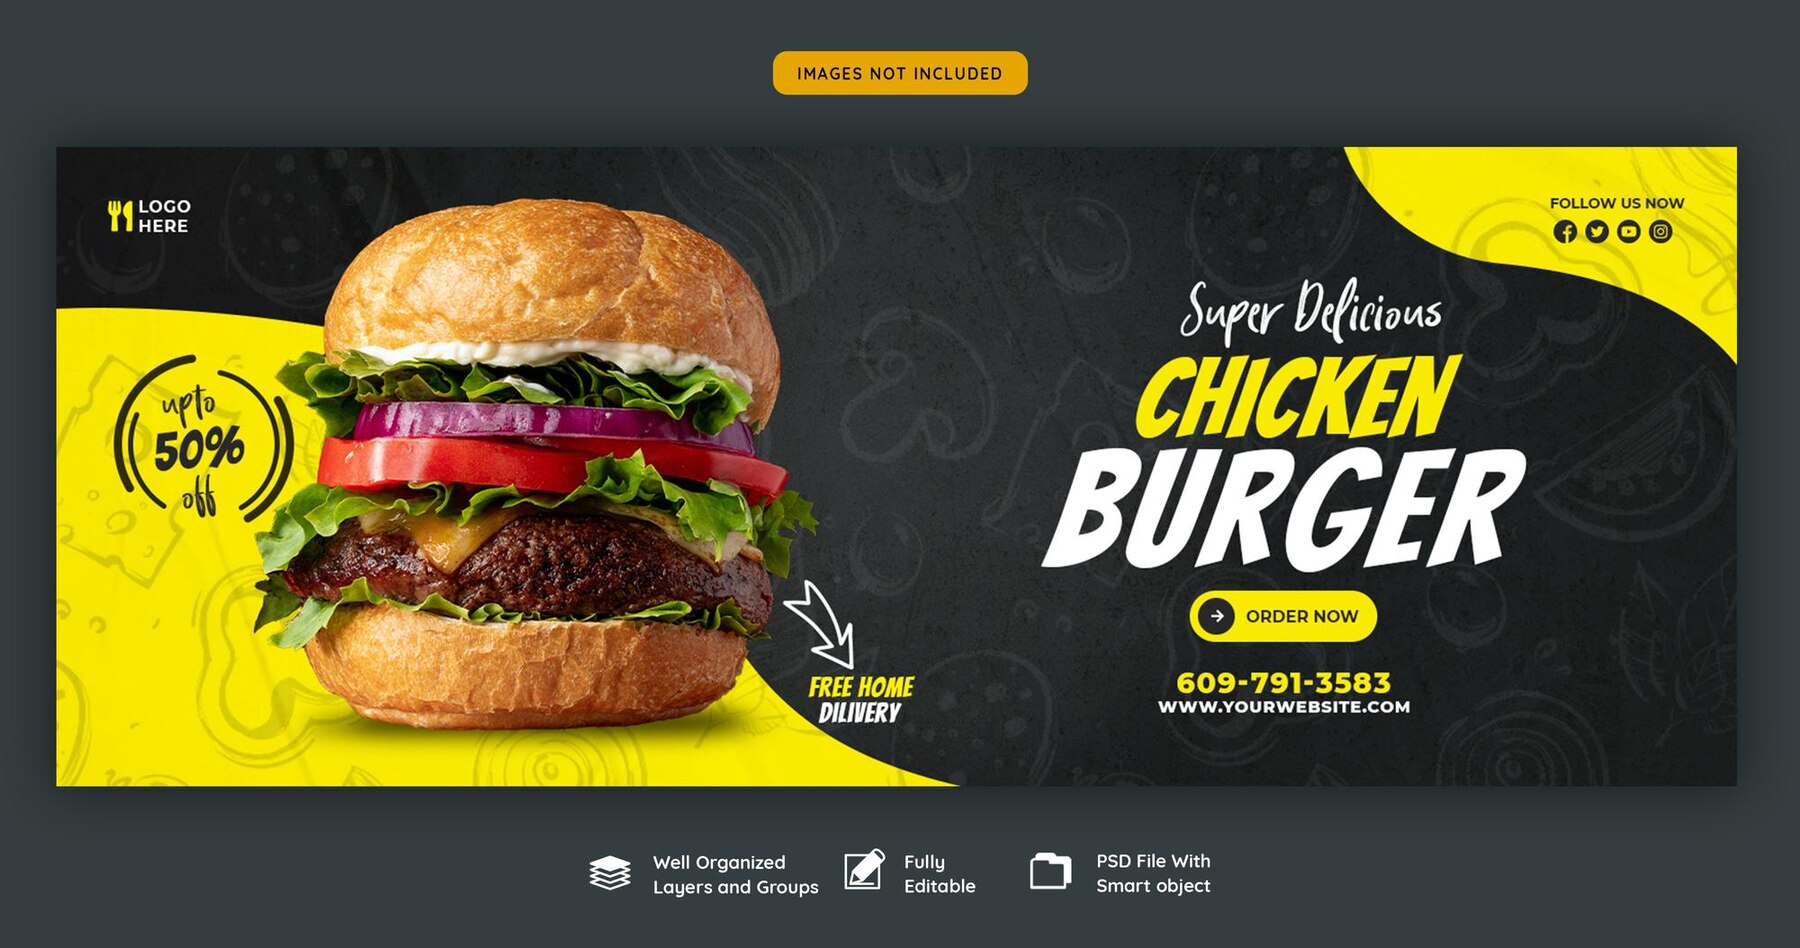 IMAGES NOT INCLUDED
LOGO
HERE
FOLLOW US NOW
upto
50%
off
Super Delicious
CHICKEN
BURGER
ORDER NOW
609-791-3583
WWW.YOURWEBSITE.COM
FREE HOME
DILIVERY
Well Organized
Layers and Groups
Fully
Editable
PSD File With
Smart object